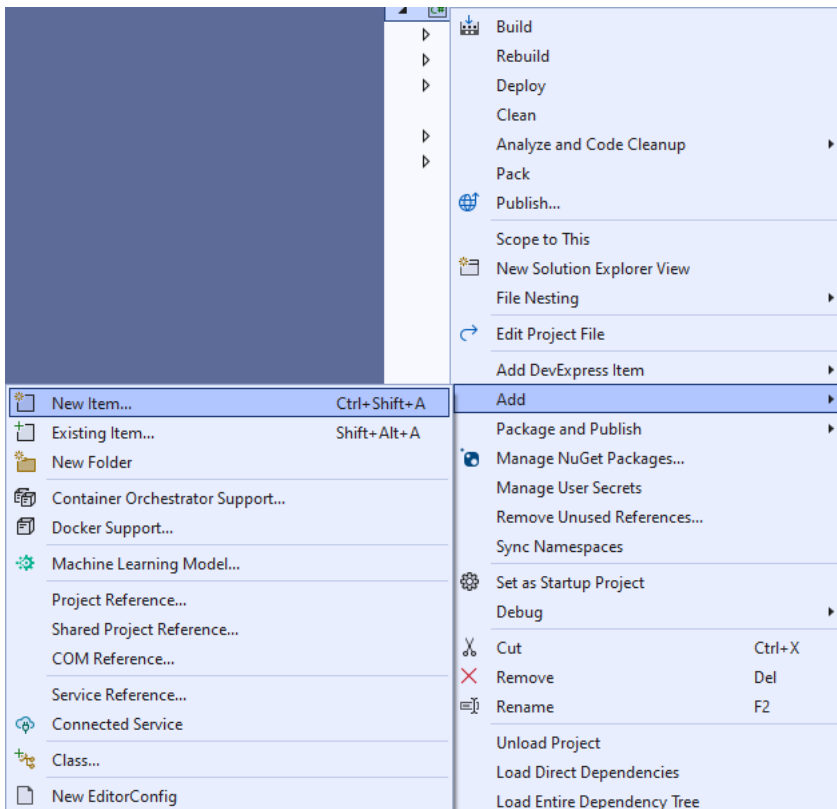 C#
Build
Rebuild
Deploy
Clean
Analyze and Code Cleanup
Pack
Publish...
Scope to This
New Solution Explorer View
File Nesting
Edit Project File
Add DevExpress Item
Add
Package and Publish
Manage NuGet Packages...
Manage User Secrets
Remove Unused References...
Sync Namespaces
Set as Startup Project
Debug
Cut Ctrl+X
Remove Del
Rename F2
Unload Project
Load Direct Dependencies
Load Entire Dependency Tree
New Item... Ctrl+Shift+A
Existing Item... Shift+Alt+A
New Folder
Container Orchestrator Support...
Docker Support...
Machine Learning Model...
Project Reference...
Shared Project Reference...
COM Reference...
Service Reference...
Connected Service
Class...
New EditorConfig